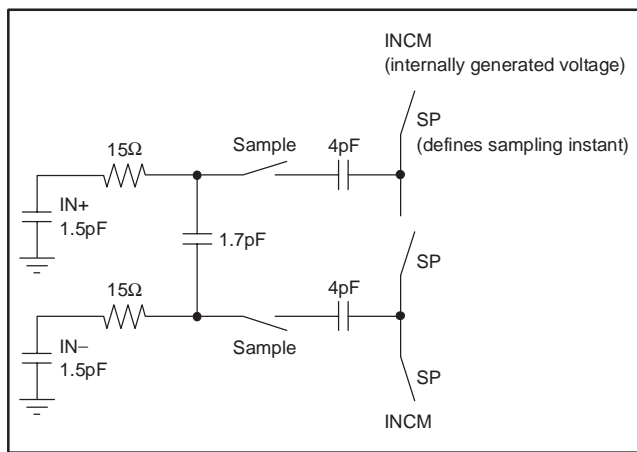 INCM
(internally generated voltage)
SP
(defines sampling instant)
Sample
4pF
15Ω
IN+
1.5pF
1.7pF
15Ω
4pF
SP
IN−
1.5pF
Sample
SP
INCM